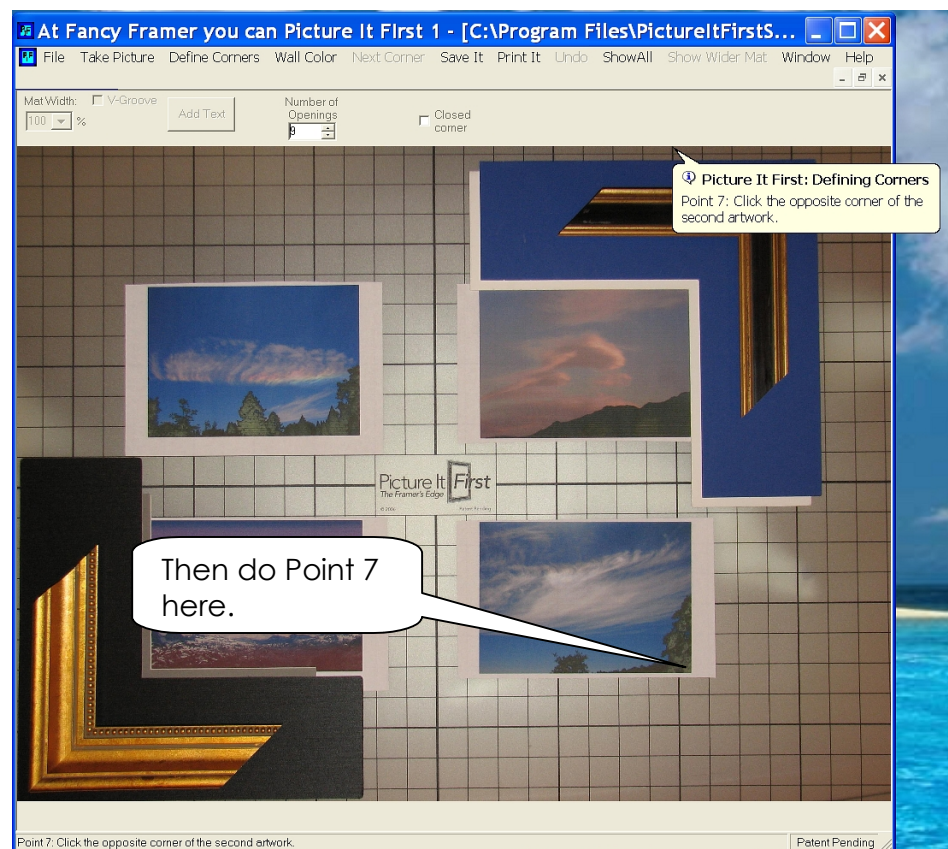 At Fancy Framer you can Picture It FIrst 1 - [C:\Program Files\PictureItFirstS...
File Take Picture Define Corners Wall Color Next Corner Save It Print It Undo ShowAll Show Wider Mat Window Help
Mat Width: V-Groove
100 %
Add Text
Number of
Openings
9
Closed
corner
Picture It First: Defining Corners
Point 7: Click the opposite corner of the
second artwork.
Picture It First
The Framer's Edge
© 2006 Patent Pending
Then do Point 7
here.
Point 7: Click the opposite corner of the second artwork.
Patent Pending